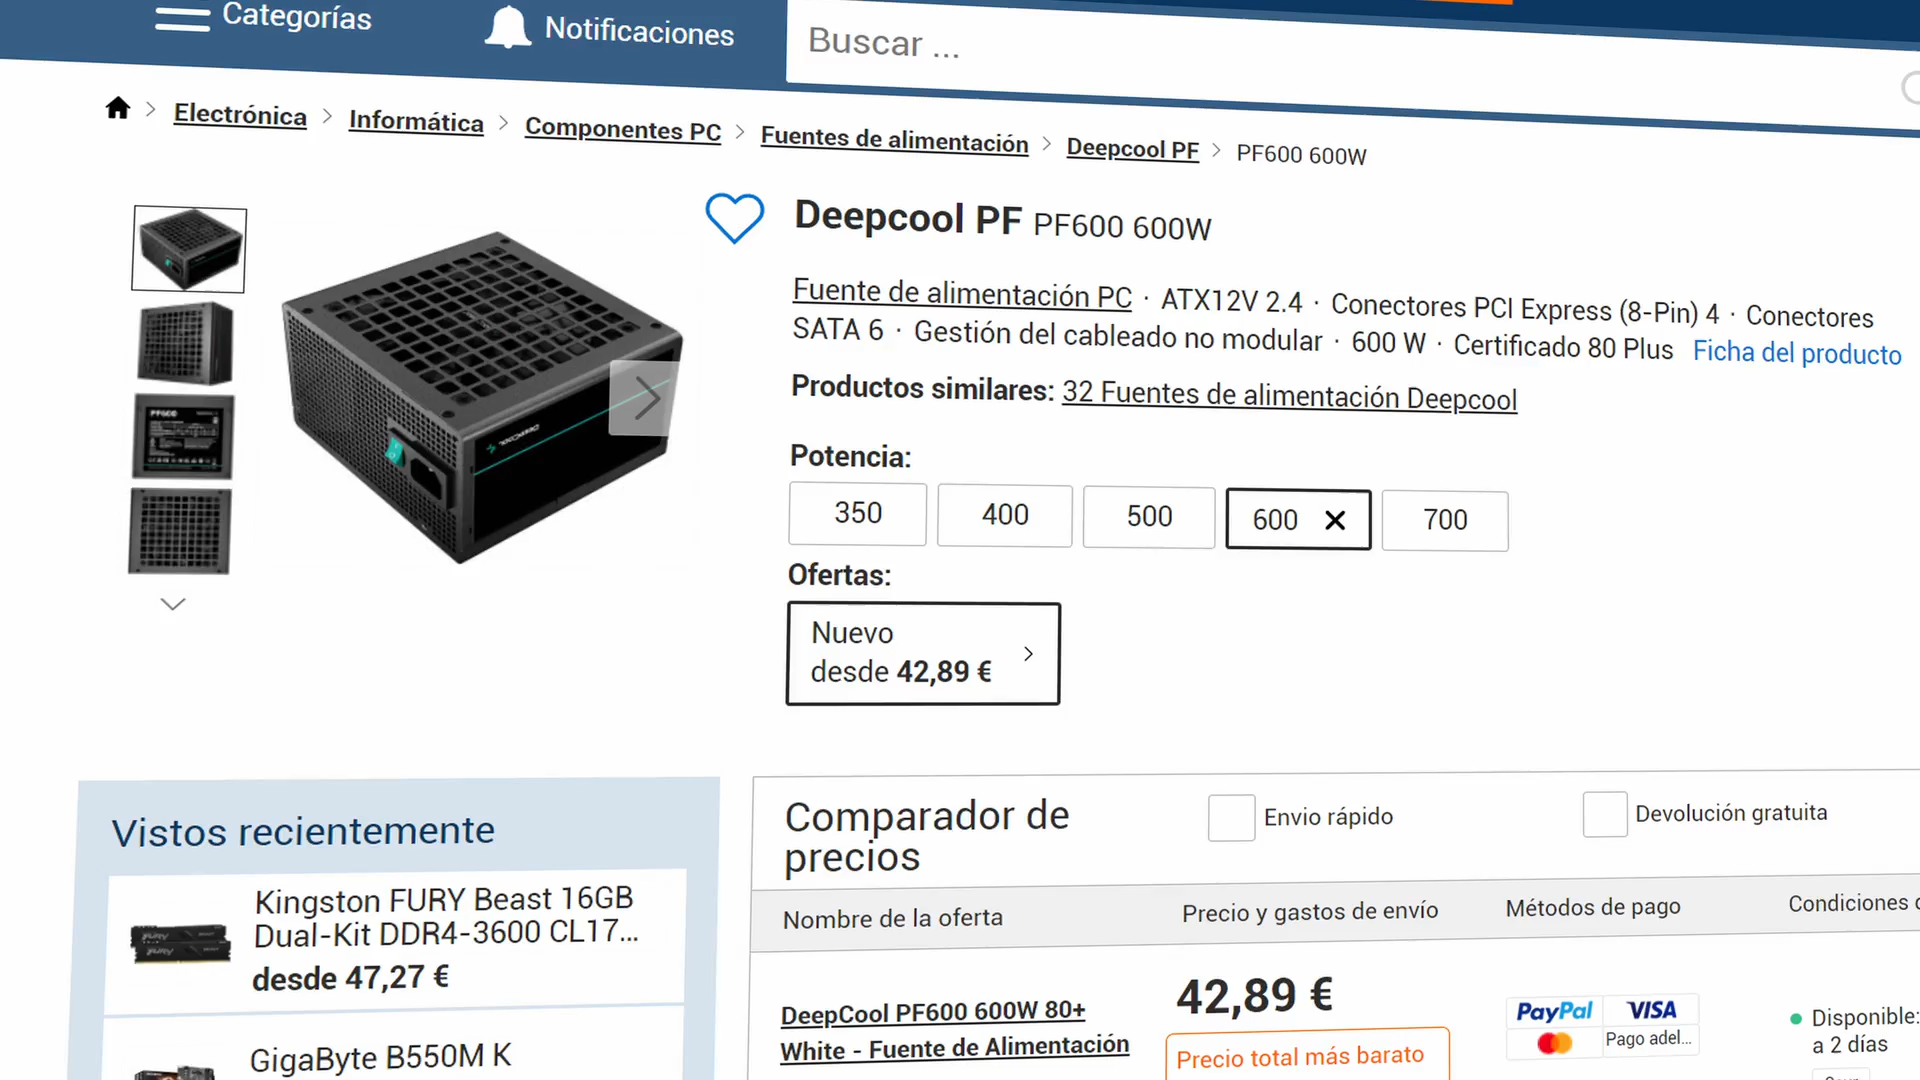 Categorías
Notificaciones
Buscar ...
Electrónica
Informática
Componentes PC
Fuentes de alimentación
Deepcool PF
PF600 600W
Deepcool PF PF600 600W
Fuente de alimentación PC · ATX12V 2.4 · Conectores PCI Express (8-Pin) 4 · Conectores
SATA 6 · Gestión del cableado no modular · 600 W · Certificado 80 Plus Ficha del producto
Productos similares: 32 Fuentes de alimentación Deepcool
PF600
DEEPCOOL
Potencia:
350
400
500
600
700
Ofertas:
Nuevo
desde 42,89 €
Vistos recientemente
Kingston FURY Beast 16GB
Dual-Kit DDR4-3600 CL17...
desde 47,27 €
GigaByte B550M K
Comparador de
precios
Envio rápido
Devolución gratuita
Nombre de la oferta
Precio y gastos de envío
Métodos de pago
Condiciones
DeepCool PF600 600W 80+
White - Fuente de Alimentación
42,89 €
Precio total más barato
PayPal
VISA
Pago adel...
Disponible:
a 2 días